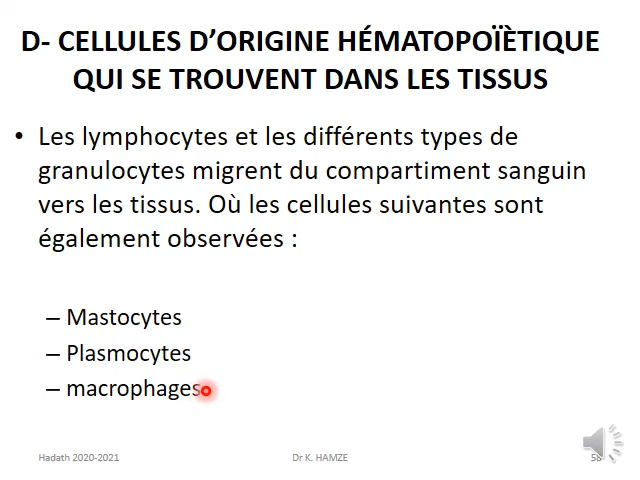 D- CELLULES D’ORIGINE HÉMATOPOÏÈTIQUE
QUI SE TROUVENT DANS LES TISSUS
• Les lymphocytes et les différents types de
granulocytes migrent du compartiment sanguin
vers les tissus. Où les cellules suivantes sont
également observées :
– Mastocytes
– Plasmocytes
– macrophages
Hadath 2020-2021
Dr K. HAMZE
58